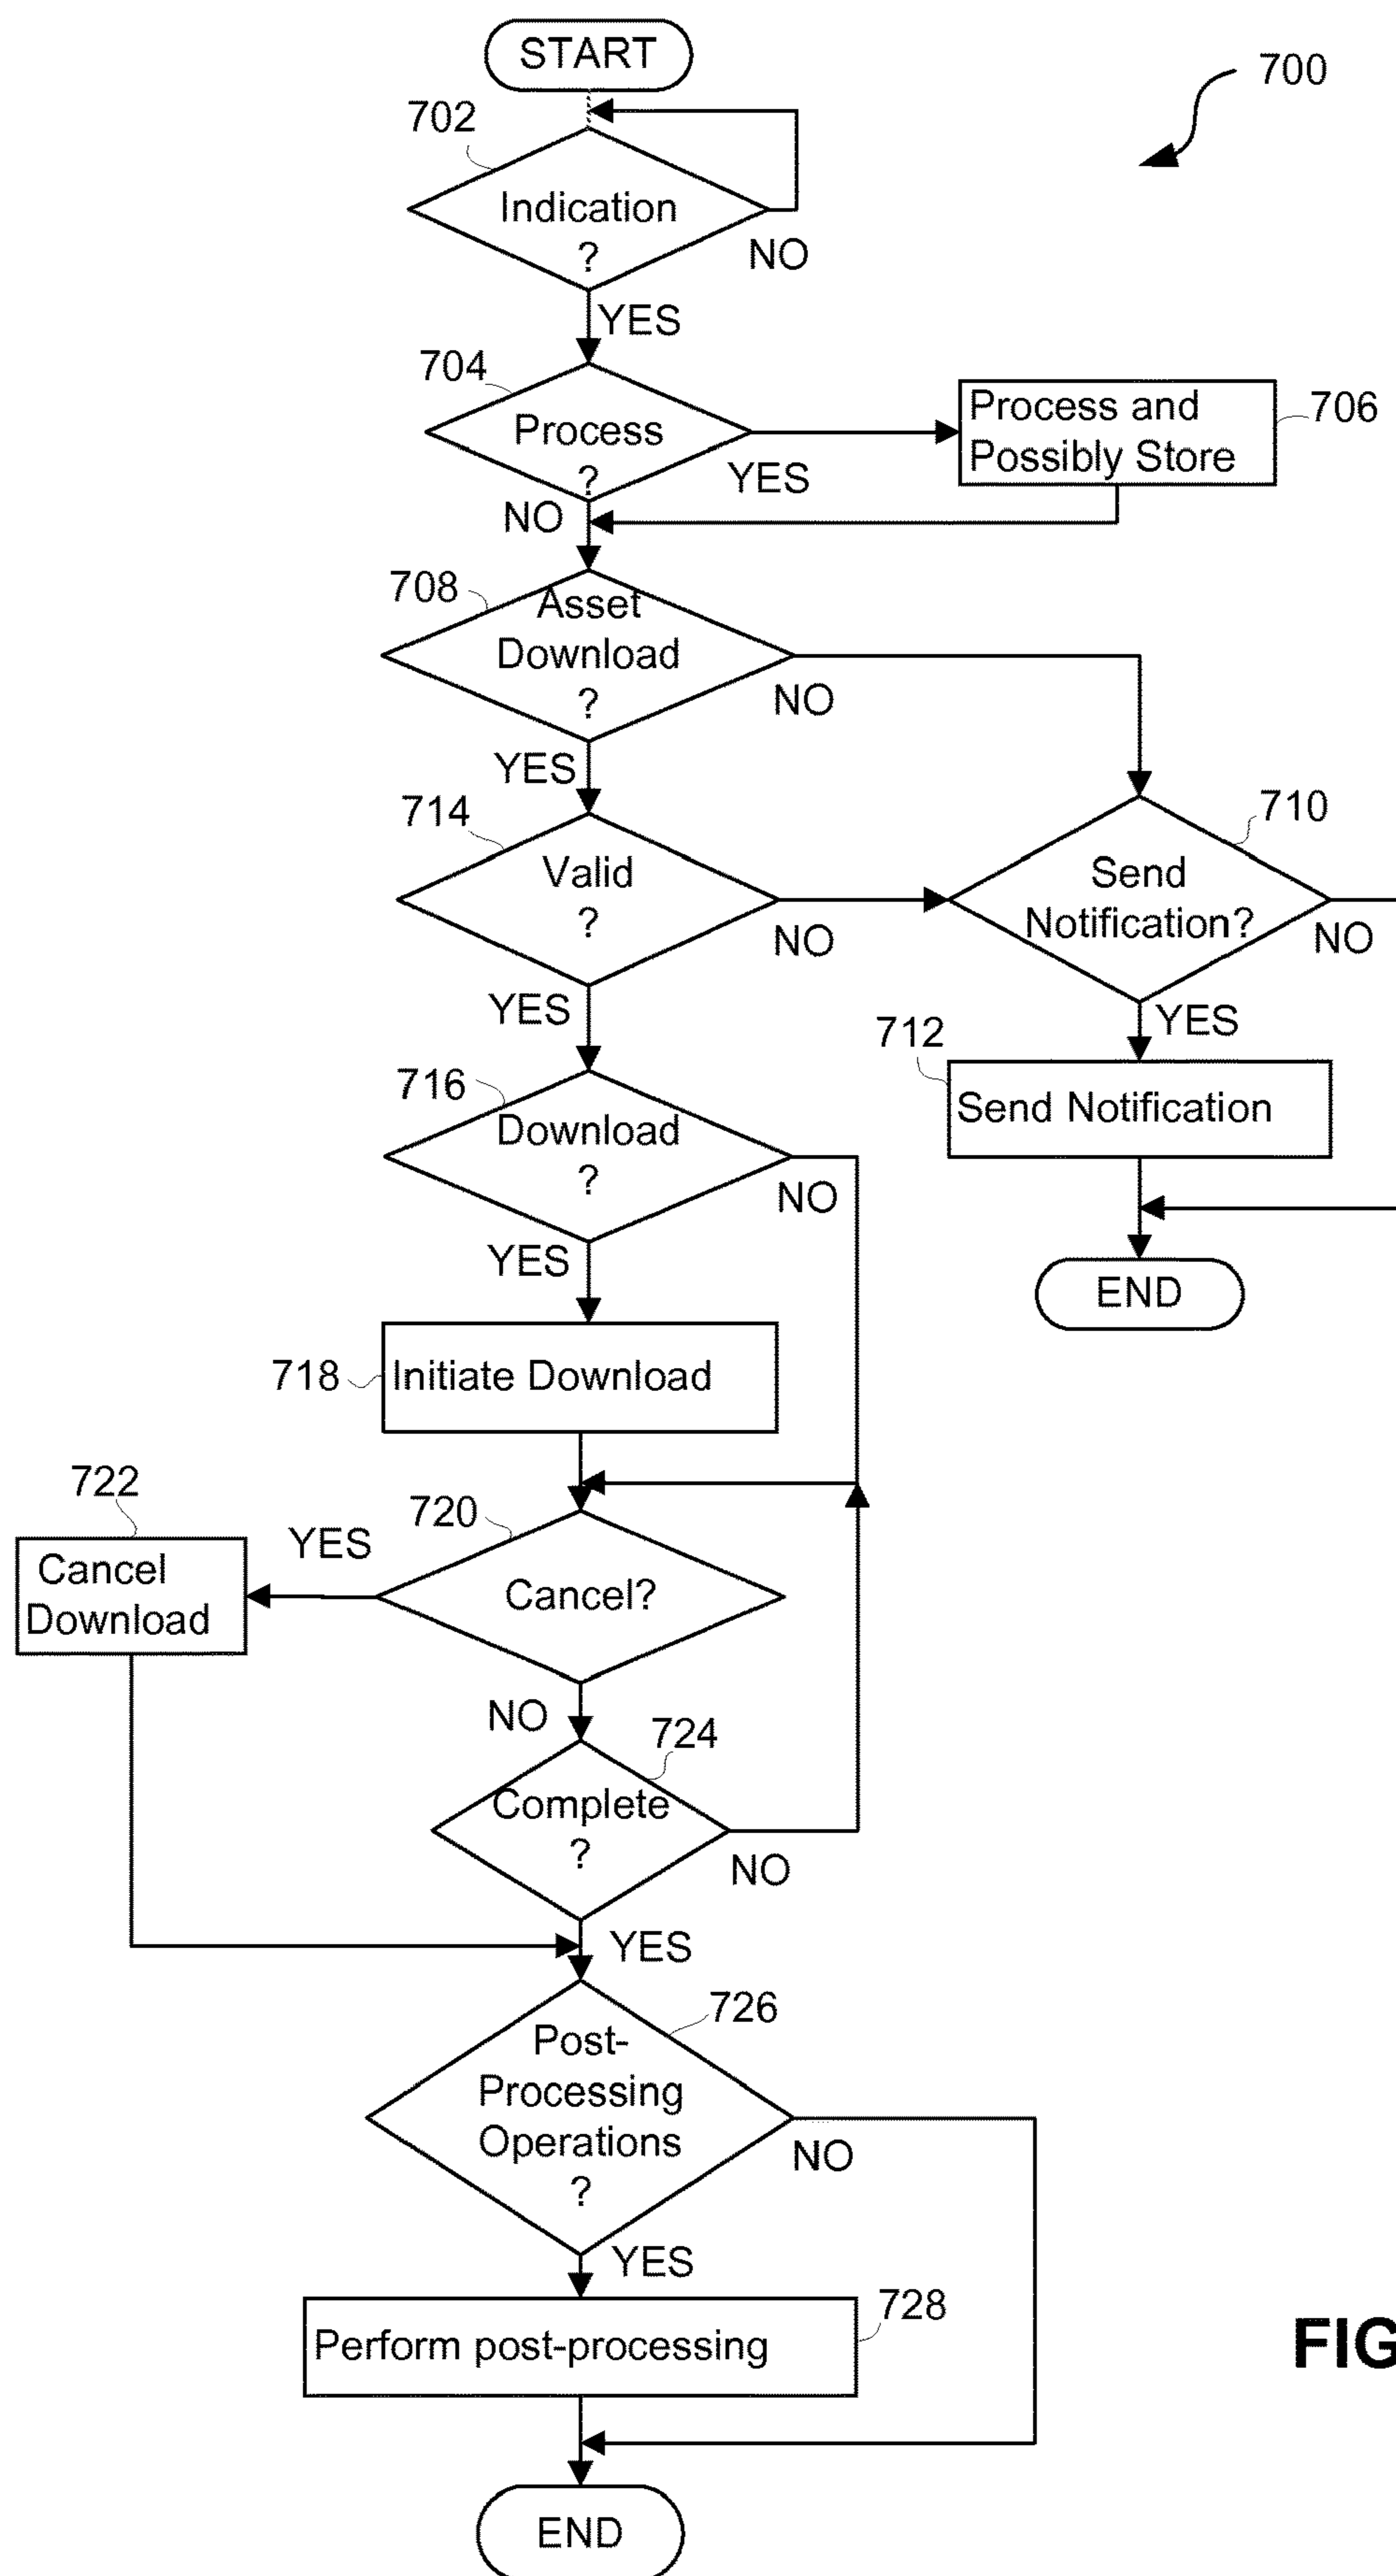 START
700
702
Indication
?
NO
YES
704
Process
?
YES
Process and
Possibly Store
706
NO
708
Asset
Download
?
NO
YES
714
Valid
?
NO
710
Send
Notification?
NO
YES
YES
712
Send Notification
716
Download
?
NO
YES
END
718
Initiate Download
722
Cancel
Download
YES
720
Cancel?
NO
724
Complete
?
NO
YES
726
Post-
Processing
Operations
?
NO
YES
728
Perform post-processing
FIG
END